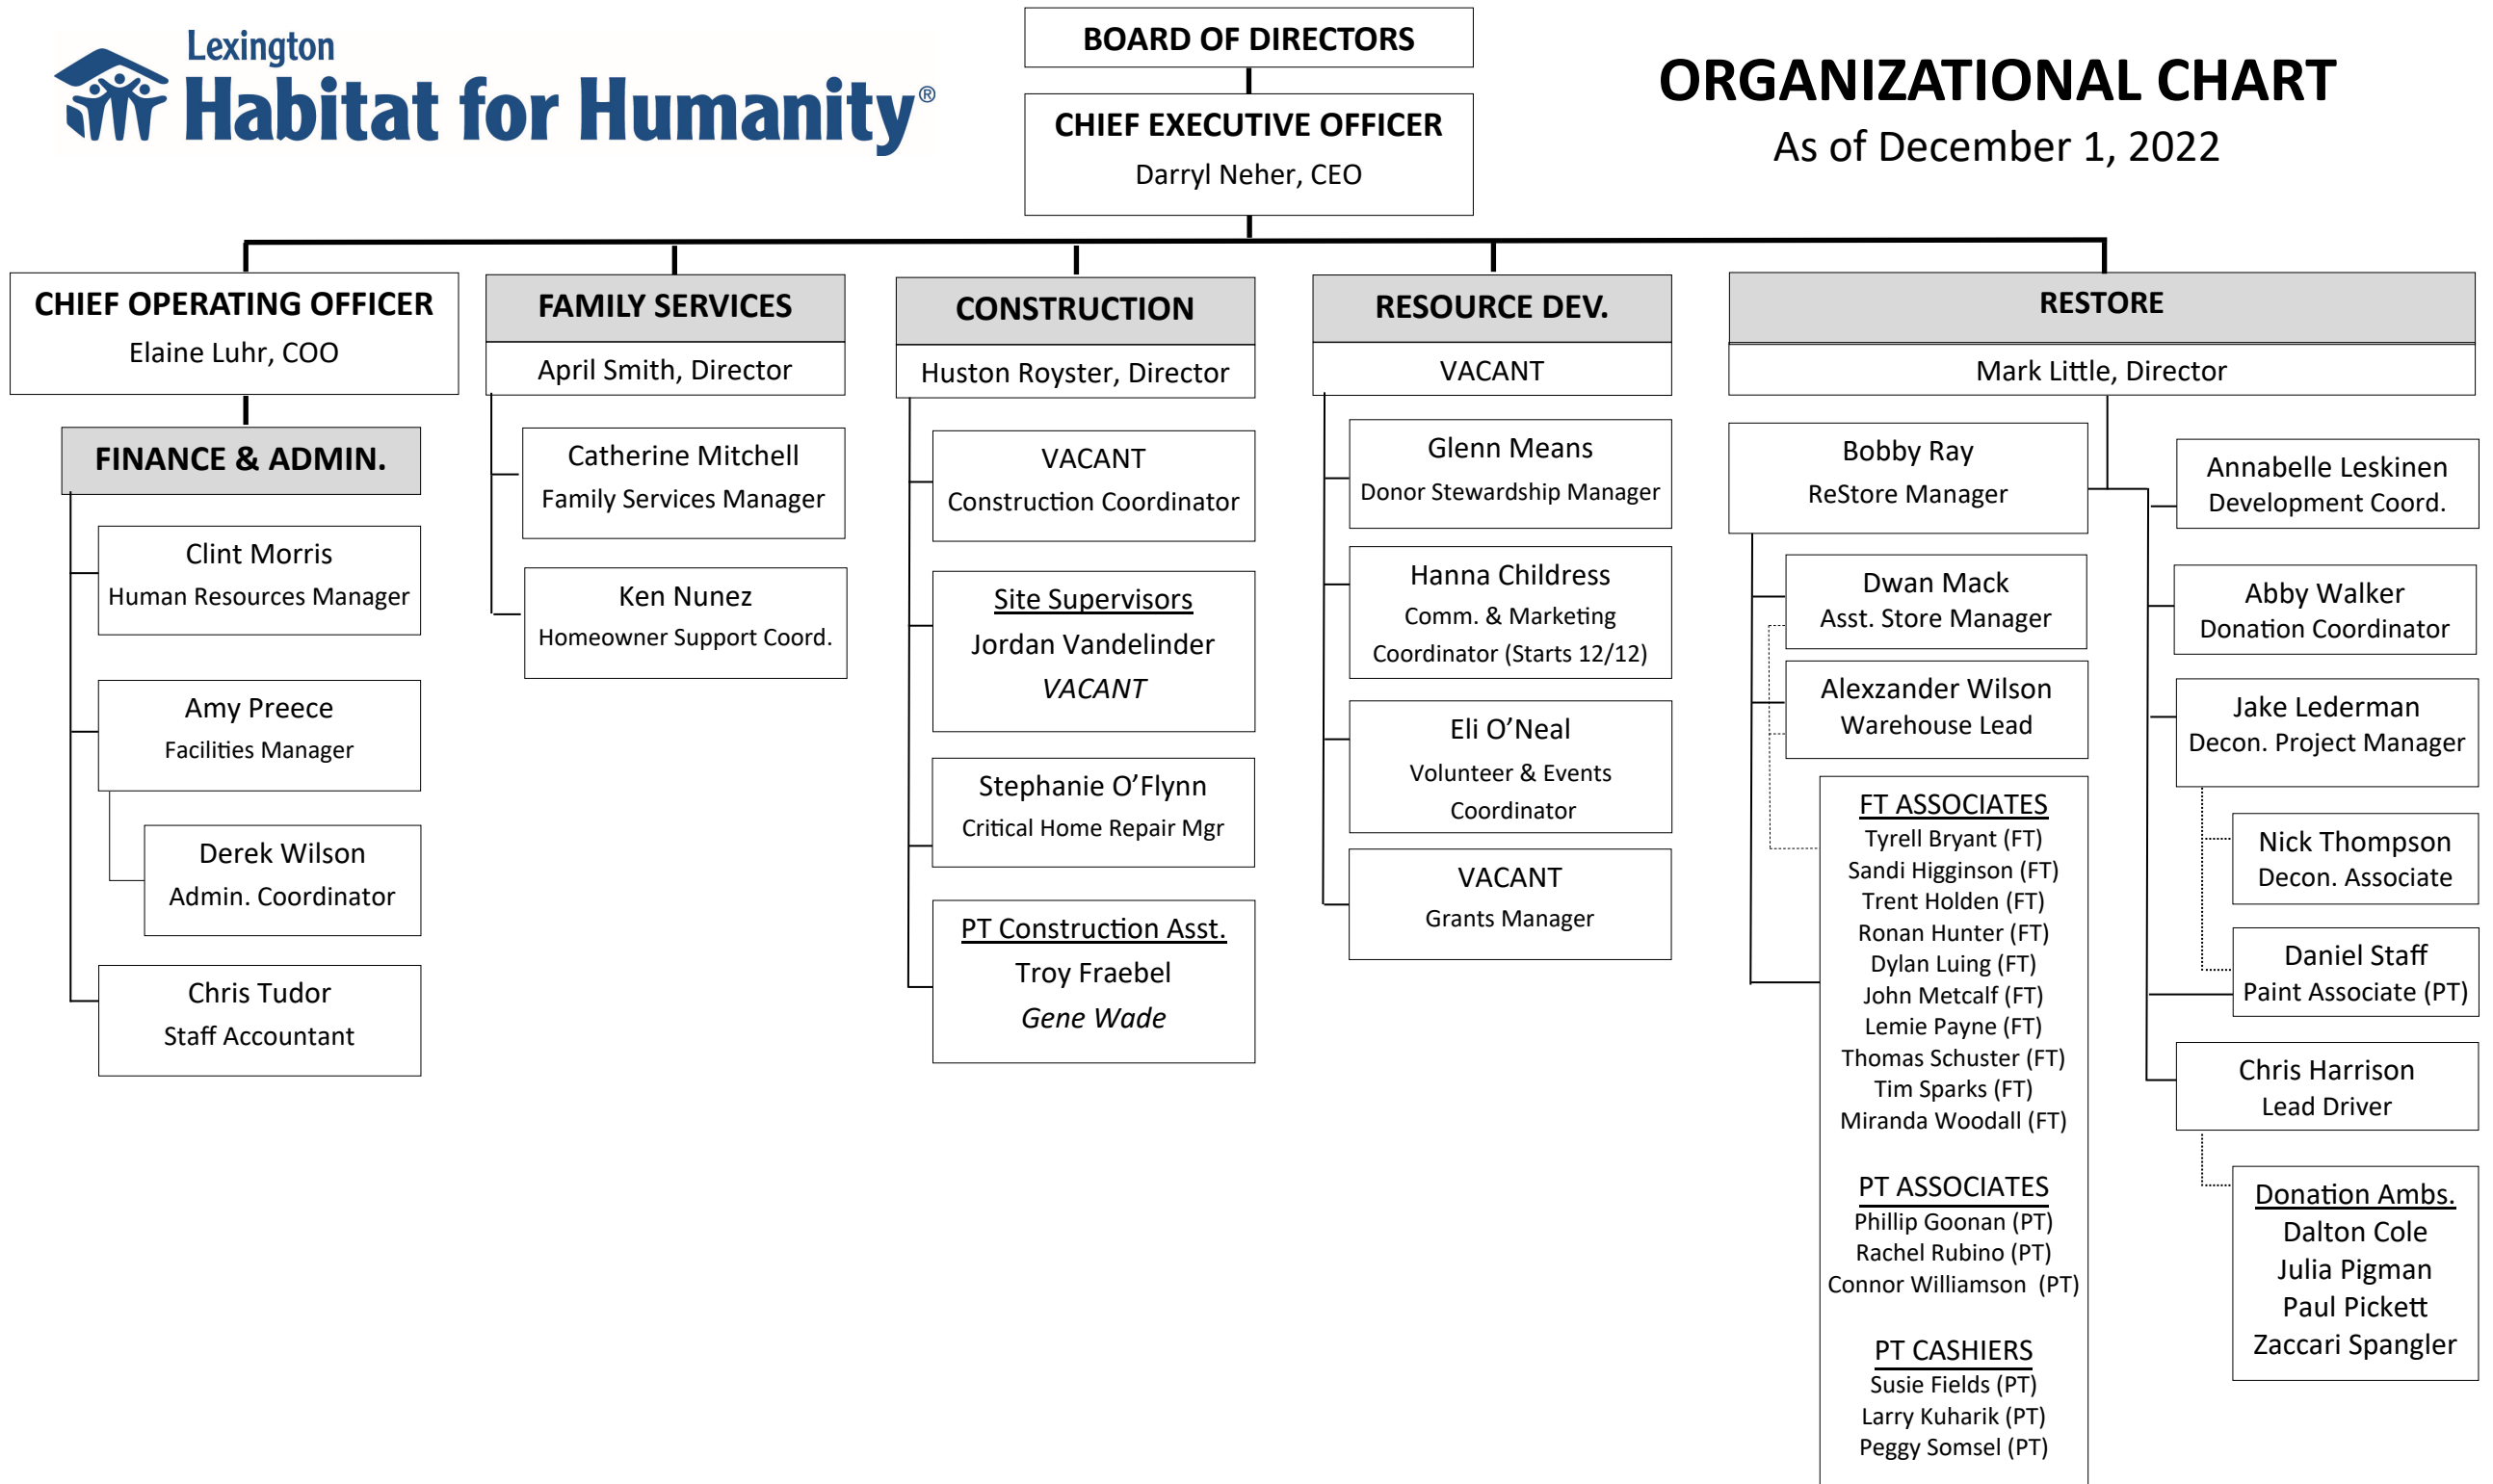 Lexington
Habitat for Humanity®
BOARD OF DIRECTORS
CHIEF EXECUTIVE OFFICER
Darryl Neher, CEO
ORGANIZATIONAL CHART
As of December 1, 2022
CHIEF OPERATING OFFICER
Elaine Luhr, COO
FINANCE & ADMIN.
Clint Morris
Human Resources Manager
Amy Preece
Facilities Manager
Derek Wilson
Admin. Coordinator
Chris Tudor
Staff Accountant
FAMILY SERVICES
April Smith, Director
Catherine Mitchell
Family Services Manager
Ken Nunez
Homeowner Support Coord.
CONSTRUCTION
Huston Royster, Director
VACANT
Construction Coordinator
Site Supervisors
Jordan Vandelinder
VACANT
Stephanie O’Flynn
Critical Home Repair Mgr
PT Construction Asst.
Troy Fraebel
Gene Wade
RESOURCE DEV.
VACANT
Glenn Means
Donor Stewardship Manager
Hanna Childress
Comm. & Marketing
Coordinator (Starts 12/12)
Eli O’Neal
Volunteer & Events
Coordinator
VACANT
Grants Manager
RESTORE
Mark Little, Director
Bobby Ray
ReStore Manager
Dwan Mack
Asst. Store Manager
Alexzander Wilson
Warehouse Lead
FT ASSOCIATES
Tyrell Bryant (FT)
Sandi Higginson (FT)
Trent Holden (FT)
Ronan Hunter (FT)
Dylan Luing (FT)
John Metcalf (FT)
Lemie Payne (FT)
Thomas Schuster (FT)
Tim Sparks (FT)
Miranda Woodall (FT)
PT ASSOCIATES
Phillip Goonan (PT)
Rachel Rubino (PT)
Connor Williamson  (PT)
PT CASHIERS
Susie Fields (PT)
Larry Kuharik (PT)
Peggy Somsel (PT)
Annabelle Leskinen
Development Coord.
Abby Walker
Donation Coordinator
Jake Lederman
Decon. Project Manager
Nick Thompson
Decon. Associate
Daniel Staff
Paint Associate (PT)
Chris Harrison
Lead Driver
Donation Ambs.
Dalton Cole
Julia Pigman
Paul Pickett
Zaccari Spangler